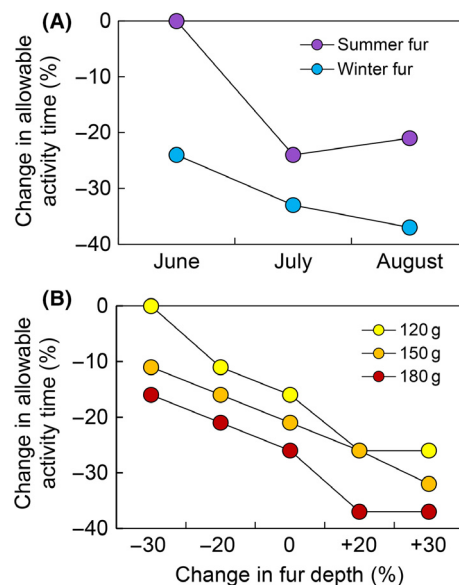 (A)
0
−10
−20
−30
−40
Change in allowable
activity time (%)
Summer fur
Winter fur
June July August
(B)
0
−10
−20
−30
−40
Change in allowable
activity time (%)
120 g
150 g
180 g
−30 −20 0 +20 +30
Change in fur depth (%)